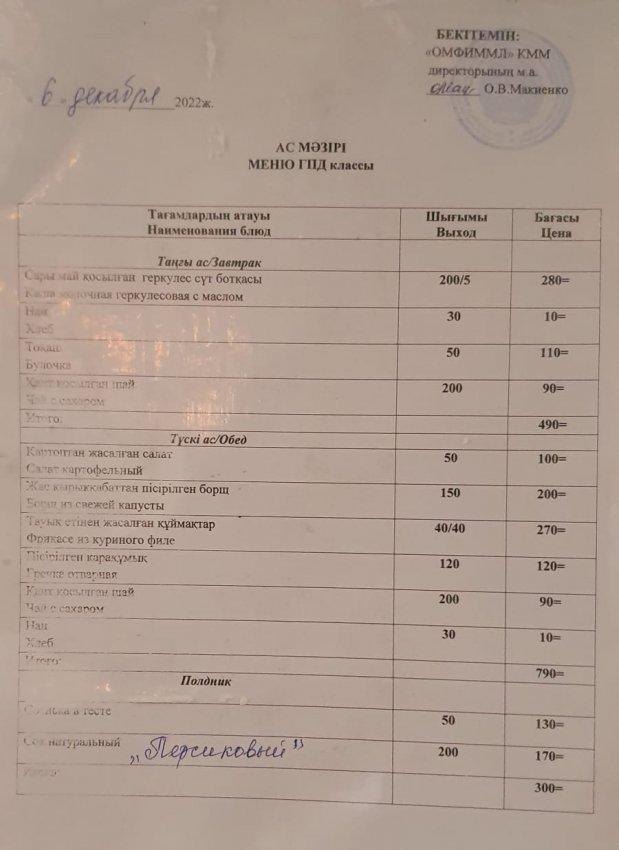 БЕКІТЕМІН:
«ОМФИММЛ» КММ
директорының м.а.
О.В.Макиенко
6 декабря 2022ж.
АС МӘЗІРІ
МЕНЮ ГПД классы
Тағамдардың атауы Шығымы Бағасы
Наименования блюд Выход Цена
Таңғы ас/Завтрак
Сары май қосылған геркулес сүт ботқасы 200/5 280=
Каша молочная геркулесовая с маслом
Нан 30 10=
Хлеб
Тоқаш 50 110=
Булочка
Қант қосылған шай 200 90=
Чай с сахаром
Итого: 490=
Түскі ас/Обед
Картоптан жасалған салат 50 100=
Салат картофельный
Жас қырыққабаттан пісірілген борщ 150 200=
Борщ из свежей капусты
Тауық етінен жасалған құймақтар 40/40 270=
Фрикасе из куриного филе
Пісірілген қарақұмық 120 120=
Гречка отварная
Қант қосылған шай 200 90=
Чай с сахаром
Нан 30 10=
Хлеб
Итого: 790=
Полдник
Сосиска в тесте 50 130=
Сок натуральный „Персиковый" 200 170=
300=